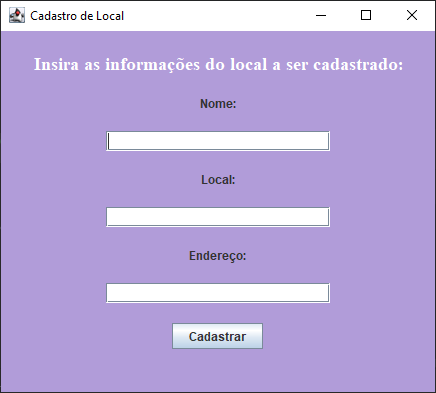 Cadastro de Local
Insira as informações do local a ser cadastrado:
Nome:
Local:
Endereço:
Cadastrar